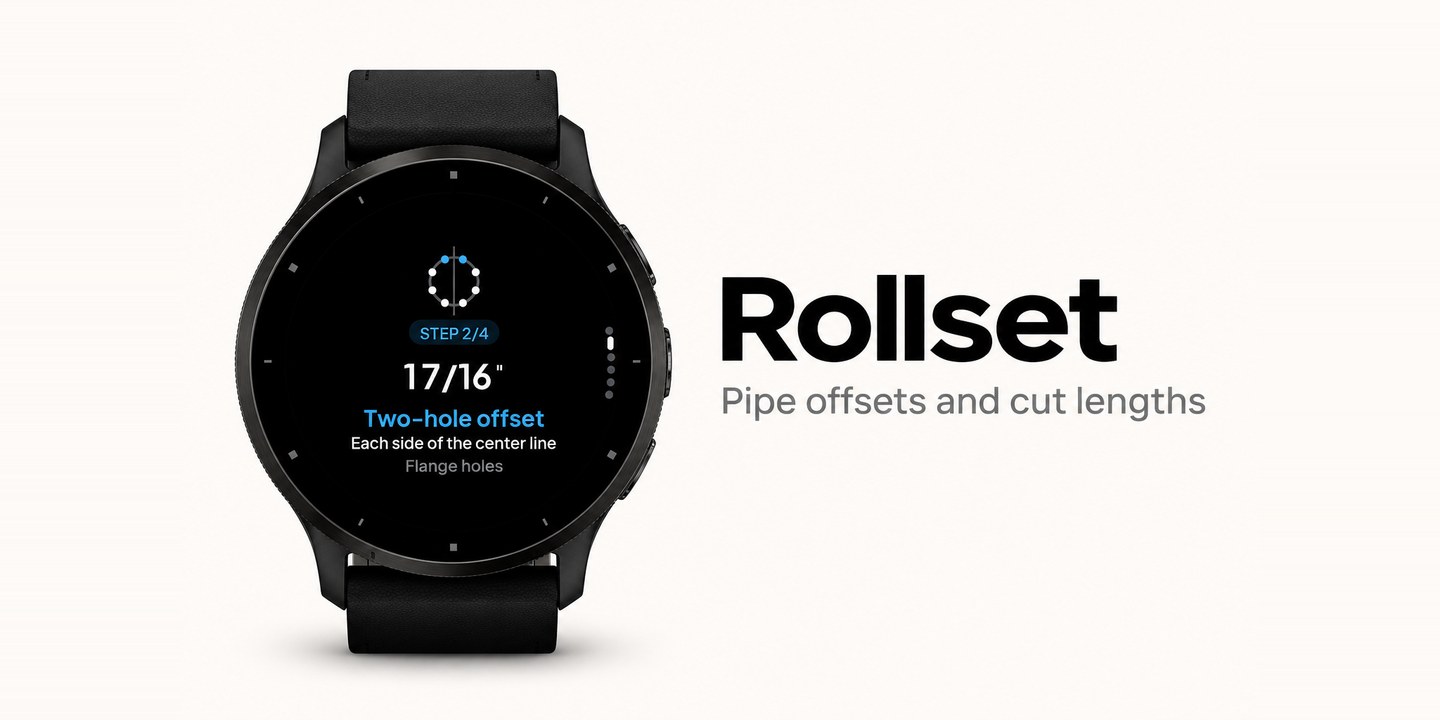 STEP 2/4
17/16"
Two-hole offset
Each side of the center line
Flange holes
Rollset
Pipe offsets and cut lengths